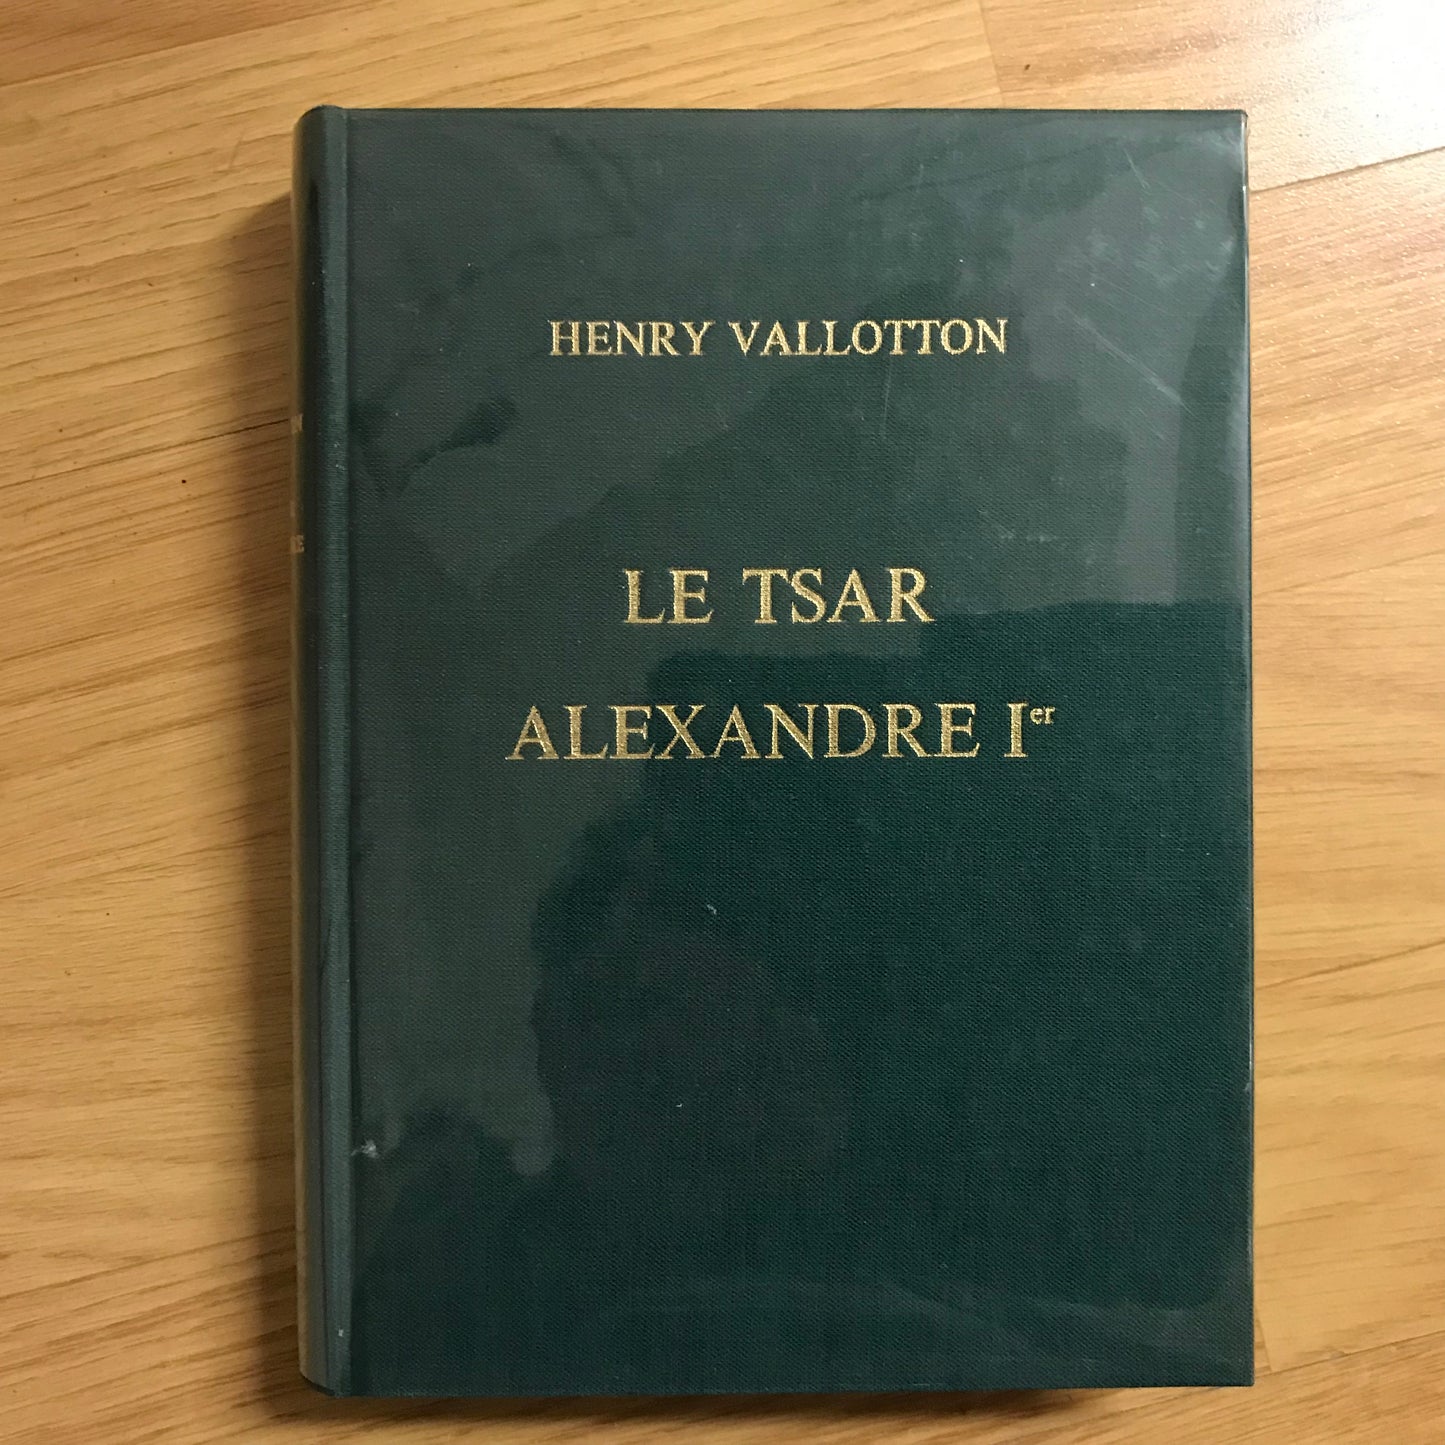 HENRY VALLOTTON
LE TSAR
ALEXANDRE Ier